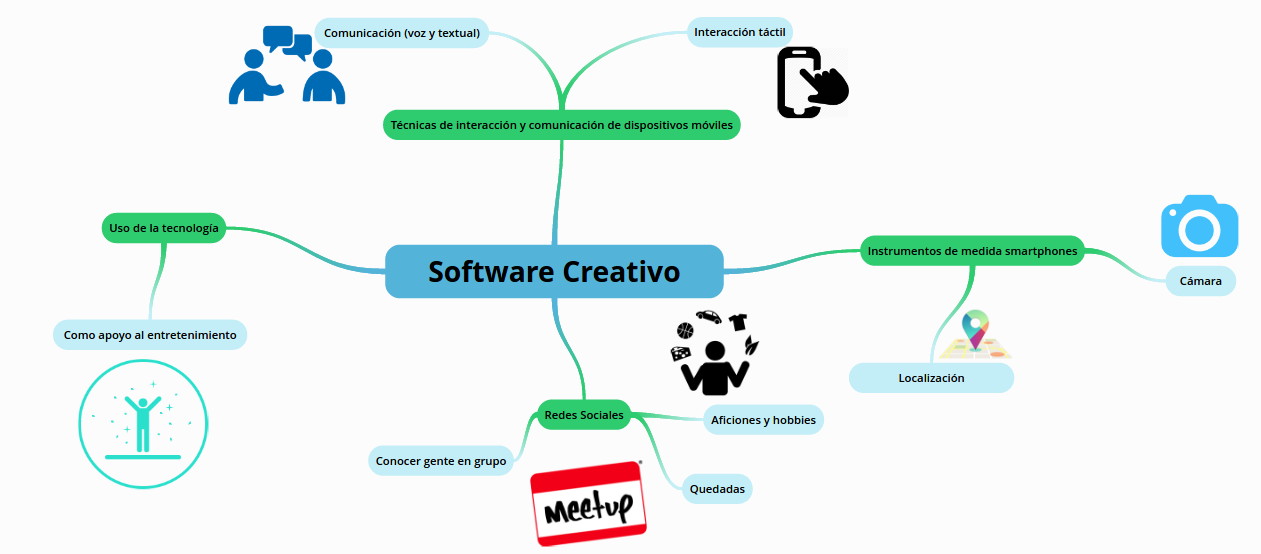 Comunicación (voz y textual)
Interacción táctil
Técnicas de interacción y comunicación de dispositivos móviles
Uso de la tecnología
Instrumentos de medida smartphones
Software Creativo
Cámara
Como apoyo al entretenimiento
Localización
Redes Sociales
Aficiones y hobbies
Conocer gente en grupo
Quedadas
meetup